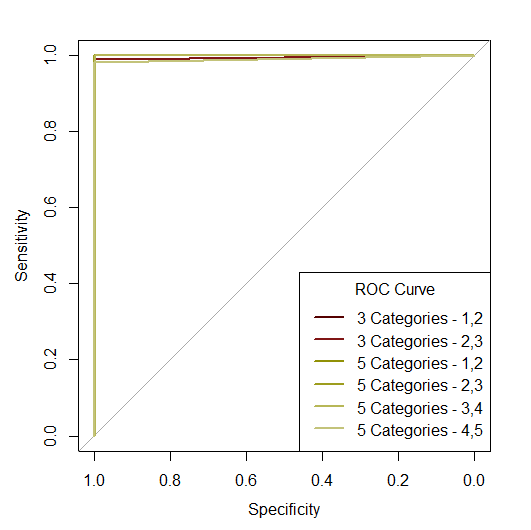 1.0
0.8
0.6
0.4
0.2
0.0
Sensitivity
ROC Curve
3 Categories - 1,2
3 Categories - 2,3
5 Categories - 1,2
5 Categories - 2,3
5 Categories - 3,4
5 Categories - 4,5
1.0 0.8 0.6 0.4 0.2 0.0
Specificity